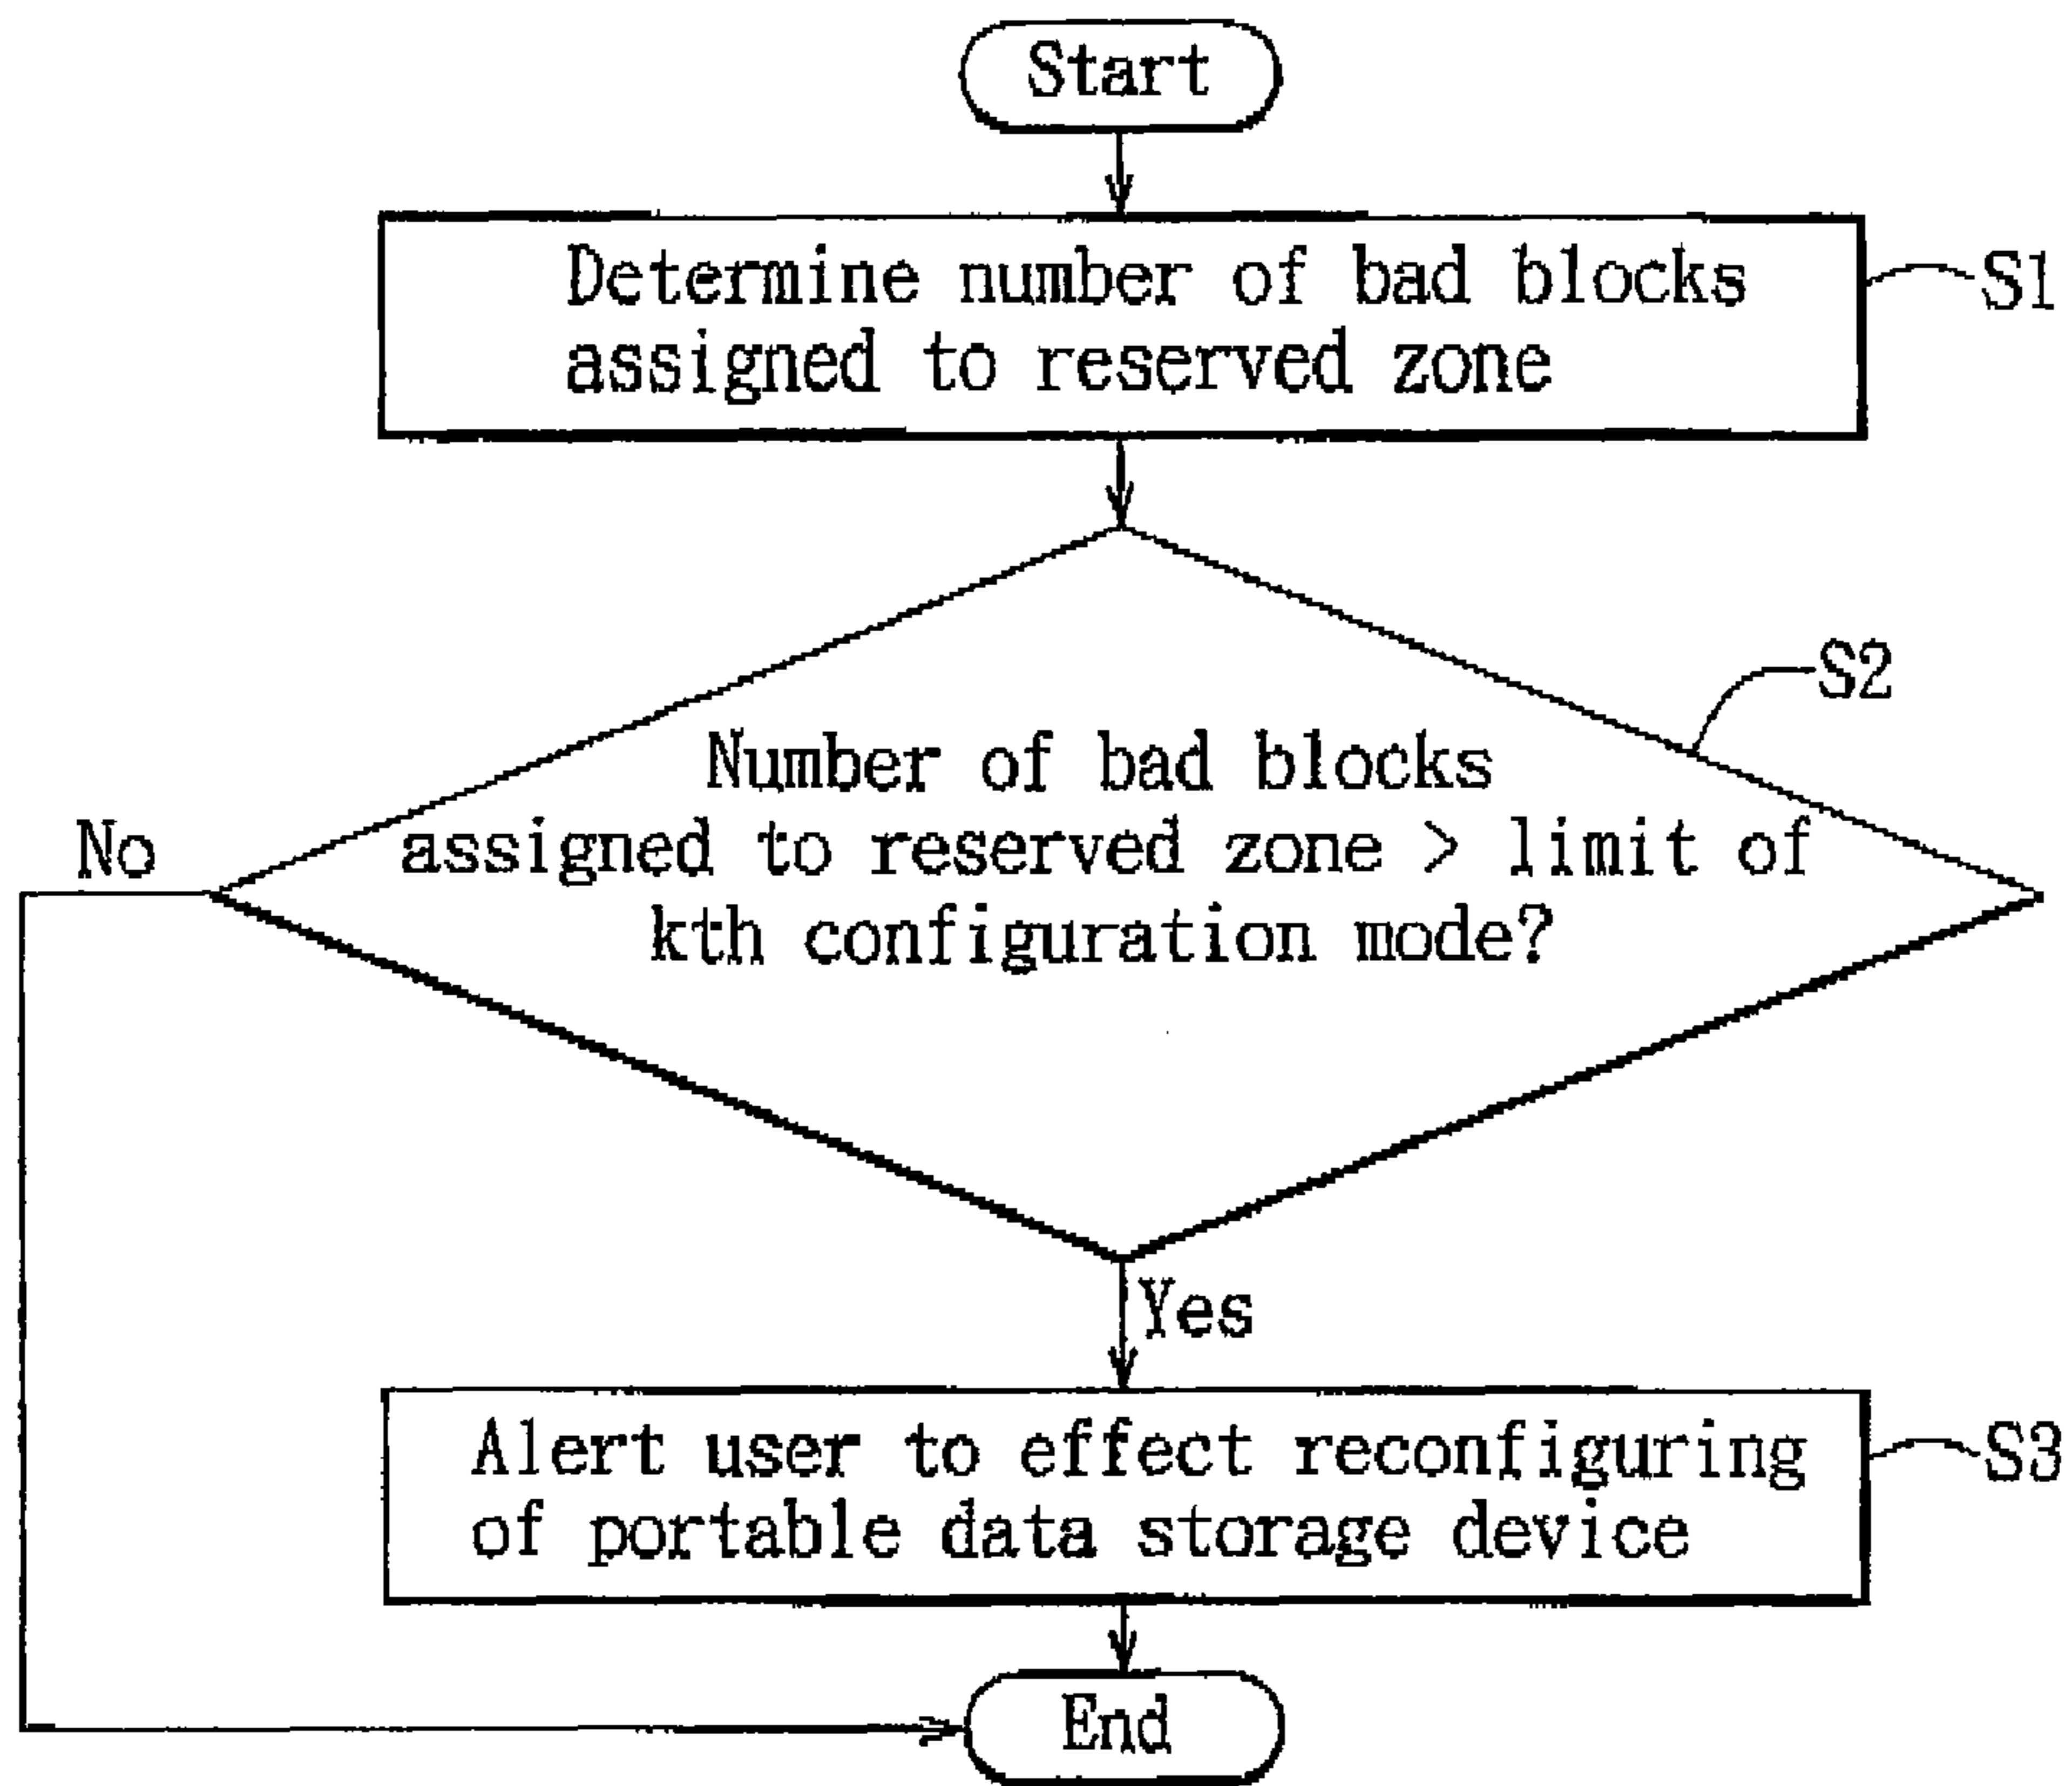 Start
Determine number of bad blocks
assigned to reserved zone
S1
S2
Number of bad blocks
assigned to reserved zone > limit of
kth configuration mode?
No
Yes
Alert user to effect reconfiguring
of portable data storage device
S3
End